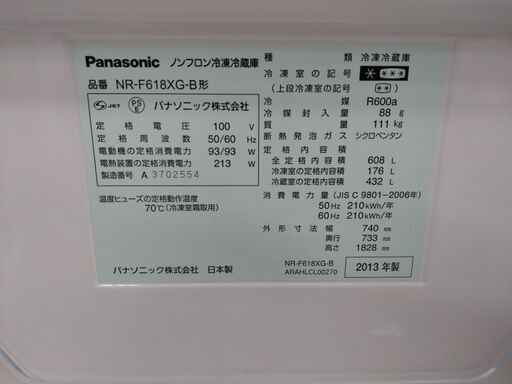 Panasonic ノンフロン冷凍冷蔵庫
品番 NR-F618XG-B形
S JET PS E パナソニック株式会社
定格電圧 100 V
定格周波数 50/60 Hz
電動機の定格消費電力 93/93 W
電熱装置の定格消費電力 213 W
製造番号 A 3702554
温度ヒューズの定格動作温度
70℃(冷凍室霜取用)
パナソニック株式会社 日本製
種類 冷凍冷蔵庫
冷凍室の記号 * ***
(上段冷凍室の記号 ** )
冷媒 R600a
冷媒封入量 88 g
質量 111 kg
断熱発泡ガス シクロペンタン
定格内容積
全定格内容積 608 L
冷凍室の定格内容積 176 L
冷蔵室の定格内容積 432 L
消費電力量 (JIS C 9801-2006年)
50Hz 210 kWh/年
60Hz 210 kWh/年
外形寸法 幅 740 mm
奥行 733 mm
高さ 1828 mm
NR-F618XG-B
ARAHLCL00270
2013年製